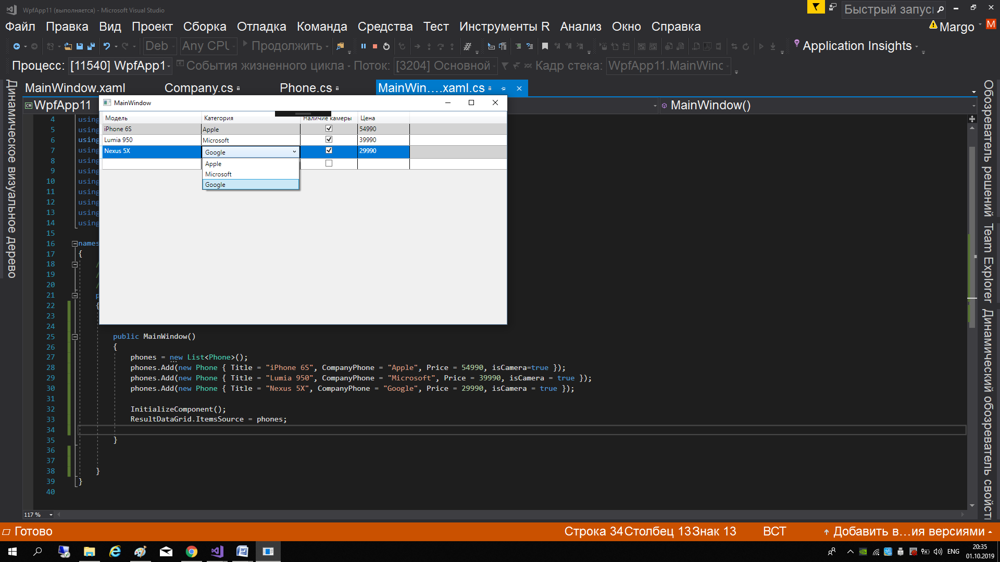 WpfApp11 (выполняется) - Microsoft Visual Studio
Быстрый запус
Файл Правка Вид Проект Сборка Отладка Команда Средства Тест Инструменты R Анализ Окно Справка
Margo M
Deb Any CPU Продолжить Application Insights
Процесс: [11540] WpfApp1 События жизненного цикла Поток: [3204] Основной Кадр стека: WpfApp11.MainWinc
MainWindow.xaml Company.cs Phone.cs MainWin....xaml.cs
C# WpfApp11 MainWindow()
Динамическое визуальное дерево
MainWindow
Модель Категория Наличие камеры Цена
iPhone 6S Apple 54990
Lumia 950 Microsoft 39990
Nexus 5X Google 29990
Apple
Microsoft
Google
4 using
5 using
6 using
7 using
8 using
9 using
10 using
11 using
12 using
13 using
14 using
15
16 names
17 {
18 /
19 /
20 /
21 p
22 {
23
24
25 public MainWindow()
26 {
27 phones = new List<Phone>();
28 phones.Add(new Phone { Title = "iPhone 6S", CompanyPhone = "Apple", Price = 54990, isCamera=true });
29 phones.Add(new Phone { Title = "Lumia 950", CompanyPhone = "Microsoft", Price = 39990, isCamera = true });
30 phones.Add(new Phone { Title = "Nexus 5X", CompanyPhone = "Google", Price = 29990, isCamera = true });
31
32 InitializeComponent();
33 ResultDataGrid.ItemsSource = phones;
34
35 }
36
37
38 }
39 }
40
117 %
Обозреватель решений
Team Explorer
Динамический обозреватель свойст
Готово Строка 34 Столбец 13 Знак 13 ВСТ Добавить в...ия версиями
ENG 20:35
01.10.2019